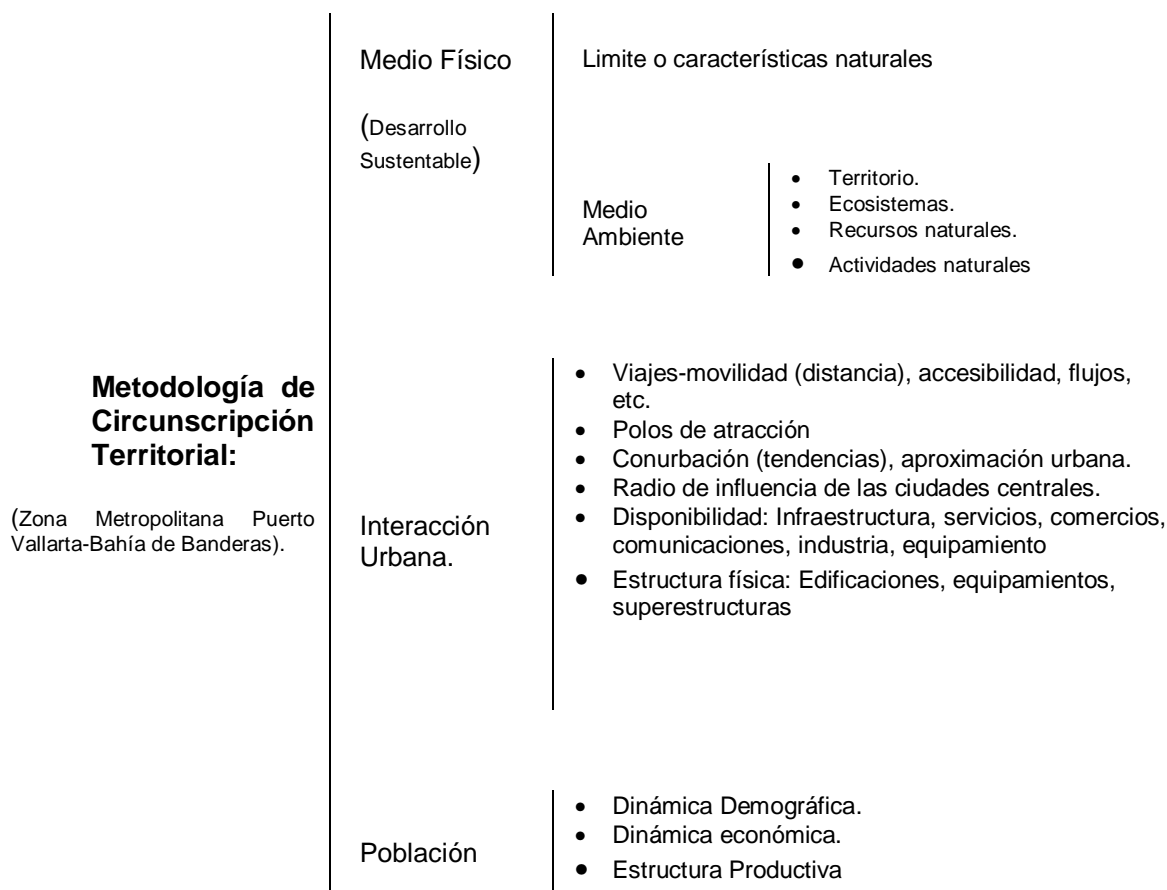 Medio Físico
(Desarrollo
Sustentable)
Limite o características naturales
Medio
Ambiente
• Territorio.
• Ecosistemas.
• Recursos naturales.
• Actividades naturales
Metodología de
Circunscripción
Territorial:
(Zona Metropolitana Puerto
Vallarta-Bahía de Banderas).
Interacción
Urbana.
• Viajes-movilidad (distancia), accesibilidad, flujos,
etc.
• Polos de atracción
• Conurbación (tendencias), aproximación urbana.
• Radio de influencia de las ciudades centrales.
• Disponibilidad: Infraestructura, servicios, comercios,
comunicaciones, industria, equipamiento
• Estructura física: Edificaciones, equipamientos,
superestructuras
Población
• Dinámica Demográfica.
• Dinámica económica.
• Estructura Productiva